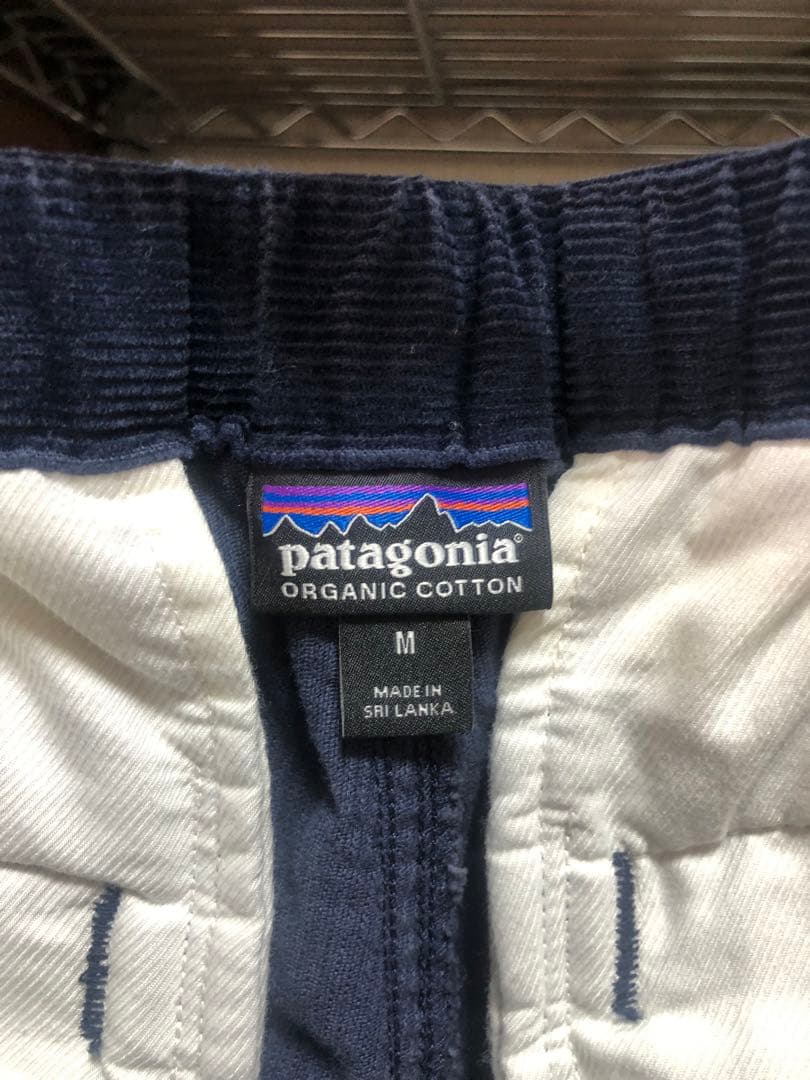 patagonia®
ORGANIC COTTON
M
MADE IN
SRI LANKA